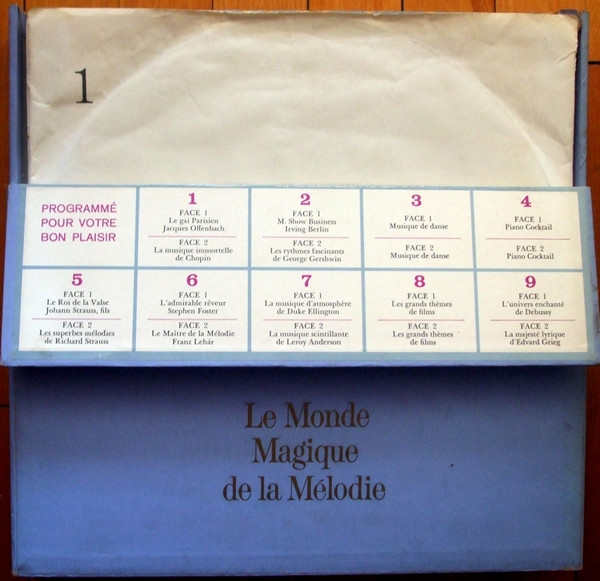 1
PROGRAMMÉ
POUR VOTRE
BON PLAISIR
1
FACE 1
Le gai Parisien
Jacques Offenbach
FACE 2
La musique immortelle
de Chopin
2
FACE 1
M. Show Business
Irving Berlin
FACE 2
Les rythmes fascinants
de George Gershwin
3
FACE 1
Musique de danse
FACE 2
Musique de danse
4
FACE 1
Piano Cocktail
FACE 2
Piano Cocktail
5
FACE 1
Le Roi de la Valse
Johann Strauss, fils
FACE 2
Les superbes mélodies
de Richard Strauss
6
FACE 1
L'admirable rêveur
Stephen Foster
FACE 2
Le Maître de la Mélodie
Franz Lehár
7
FACE 1
La musique d'atmosphère
de Duke Ellington
FACE 2
La musique scintillante
de Leroy Anderson
8
FACE 1
Les grands thèmes
de films
FACE 2
Les grands thèmes
de films
9
FACE 1
L'univers enchanté
de Debussy
FACE 2
La majesté lyrique
d'Edvard Grieg
Le Monde
Magique
de la Mélodie